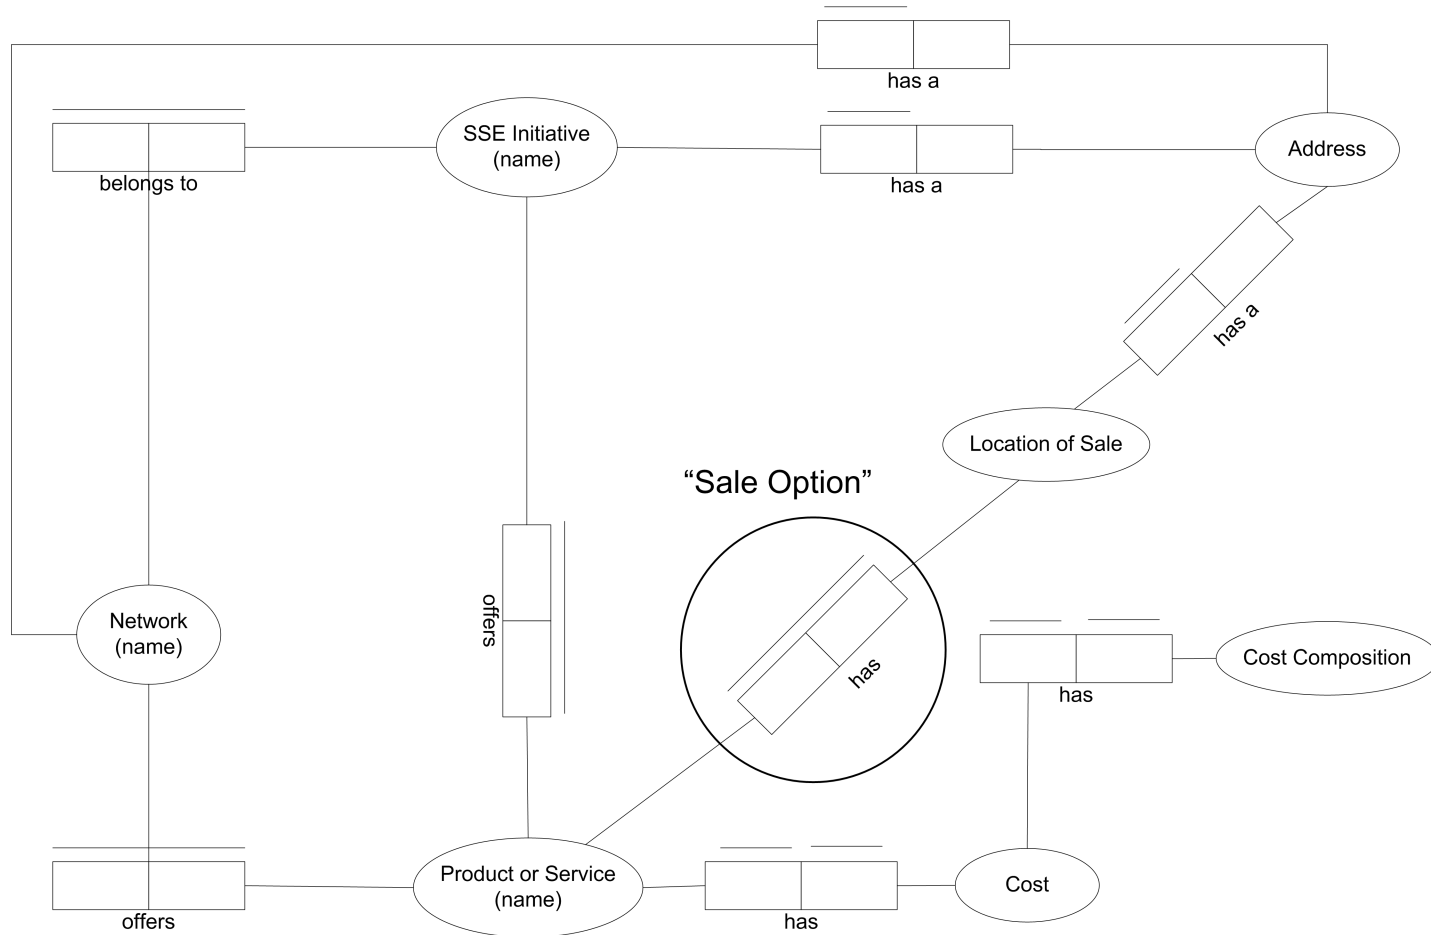 has a
SSE Initiative
(name)
Address
belongs to
has a
has a
Location of Sale
“Sale Option”
offers
Network
(name)
has
Cost Composition
has
Product or Service
(name)
Cost
offers
has